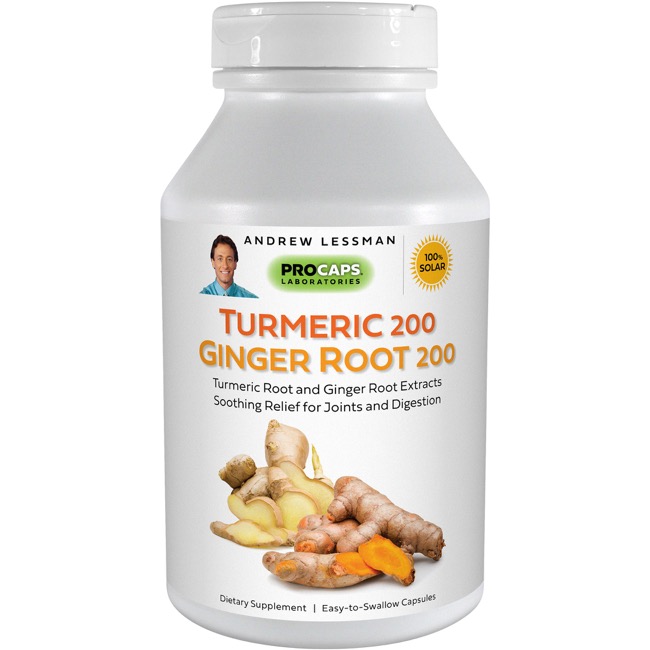 ANDREW LESSMAN
PROCAPS
LABORATORIES
100%
SOLAR
TURMERIC 200
GINGER ROOT 200
Turmeric Root and Ginger Root Extracts
Soothing Relief for Joints and Digestion
Dietary Supplement | Easy-to-Swallow Capsules